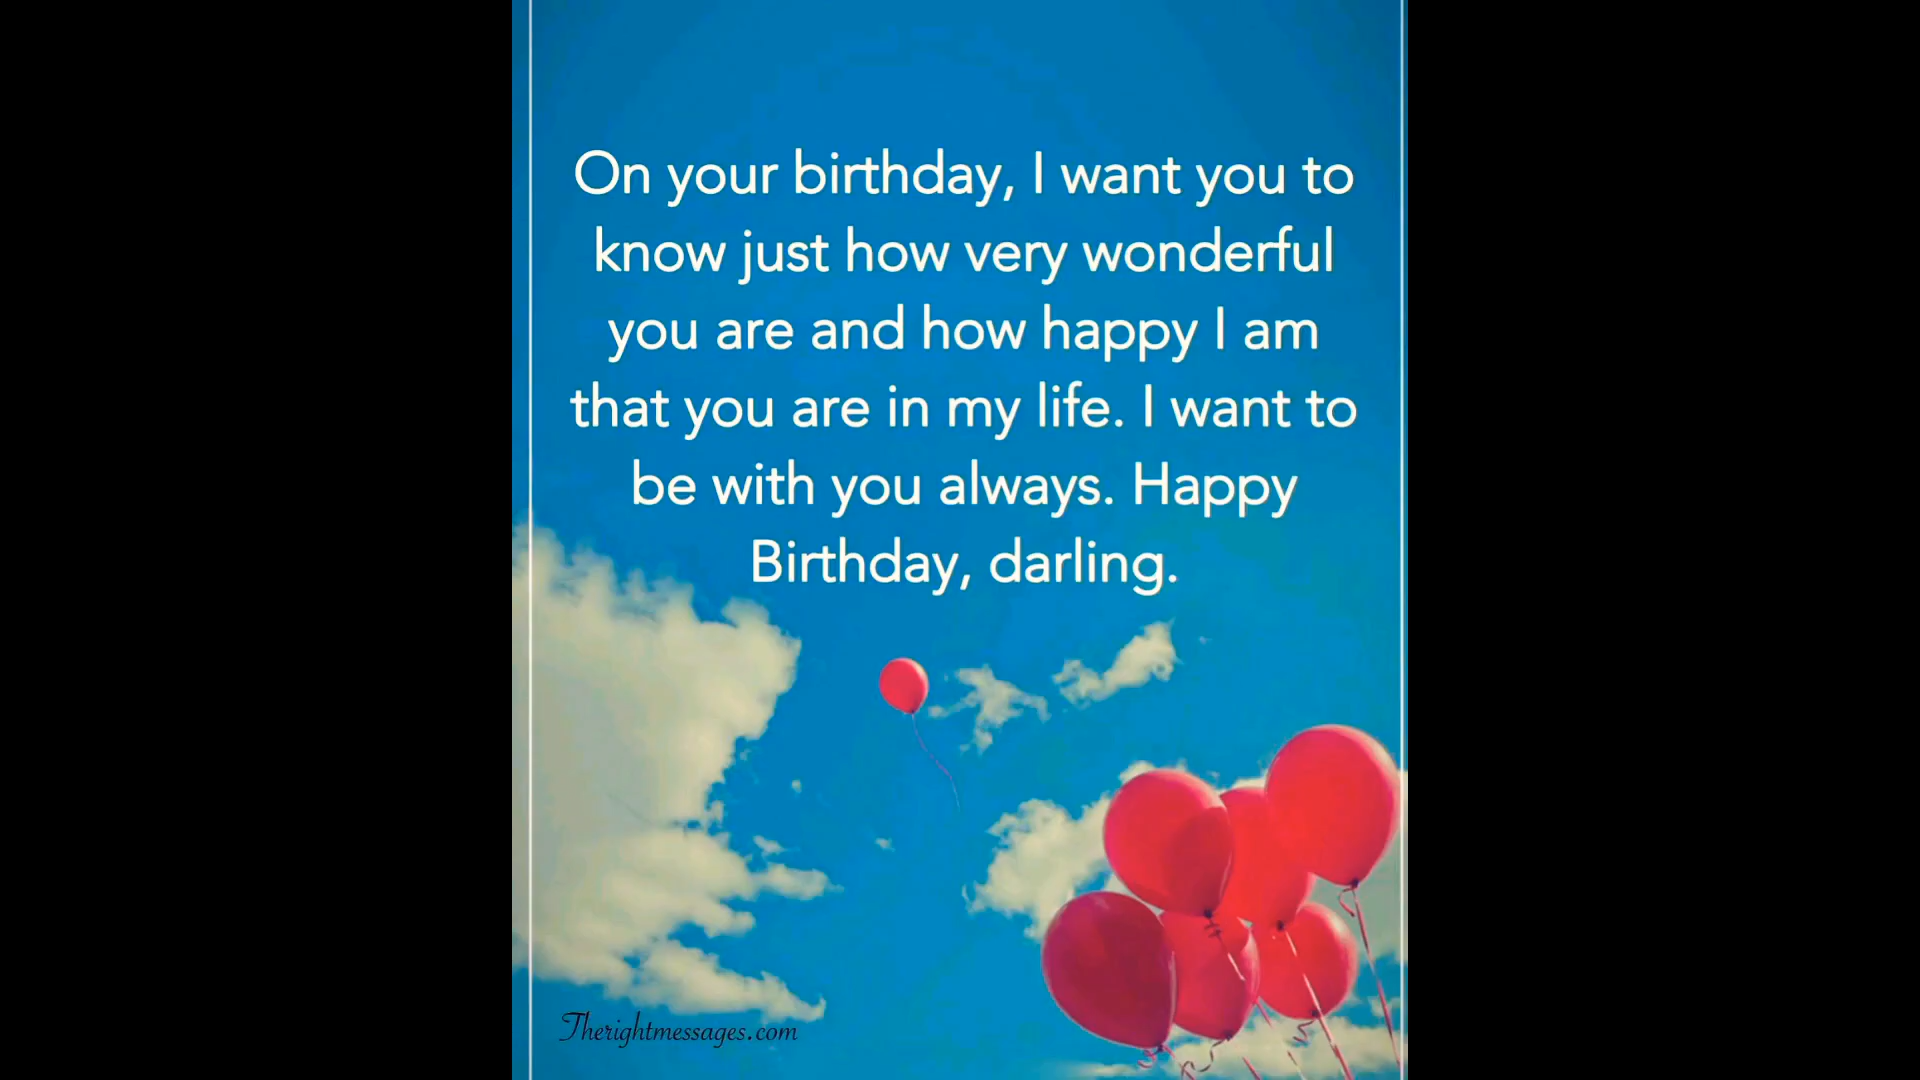 On your birthday, I want you to
know just how very wonderful
you are and how happy I am
that you are in my life. I want to
be with you always. Happy
Birthday, darling.
Therightmessages.com